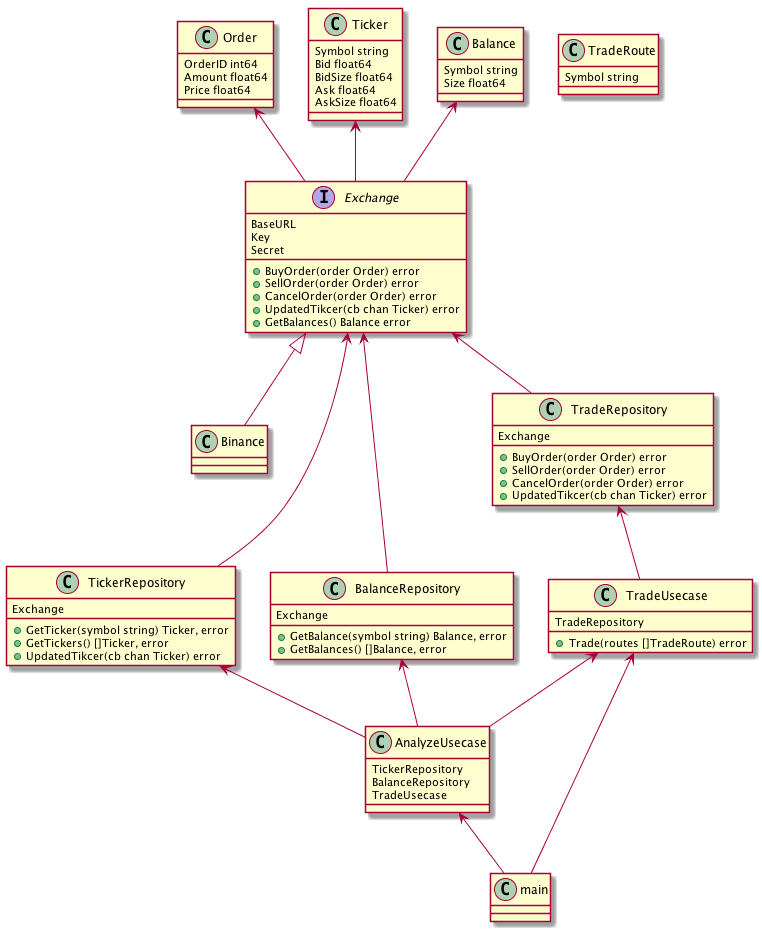 C Order
OrderID int64
Amount float64
Price float64
C Ticker
Symbol string
Bid float64
BidSize float64
Ask float64
AskSize float64
C Balance
Symbol string
Size float64
C TradeRoute
Symbol string
I Exchange
BaseURL
Key
Secret
BuyOrder(order Order) error
SellOrder(order Order) error
CancelOrder(order Order) error
UpdatedTikcer(cb chan Ticker) error
GetBalances() Balance error
C Binance
C TradeRepository
Exchange
BuyOrder(order Order) error
SellOrder(order Order) error
CancelOrder(order Order) error
UpdatedTikcer(cb chan Ticker) error
C TickerRepository
Exchange
GetTicker(symbol string) Ticker, error
GetTickers() []Ticker, error
UpdatedTikcer(cb chan Ticker) error
C BalanceRepository
Exchange
GetBalance(symbol string) Balance, error
GetBalances() []Balance, error
C TradeUsecase
TradeRepository
Trade(routes []TradeRoute) error
C AnalyzeUsecase
TickerRepository
BalanceRepository
TradeUsecase
C main